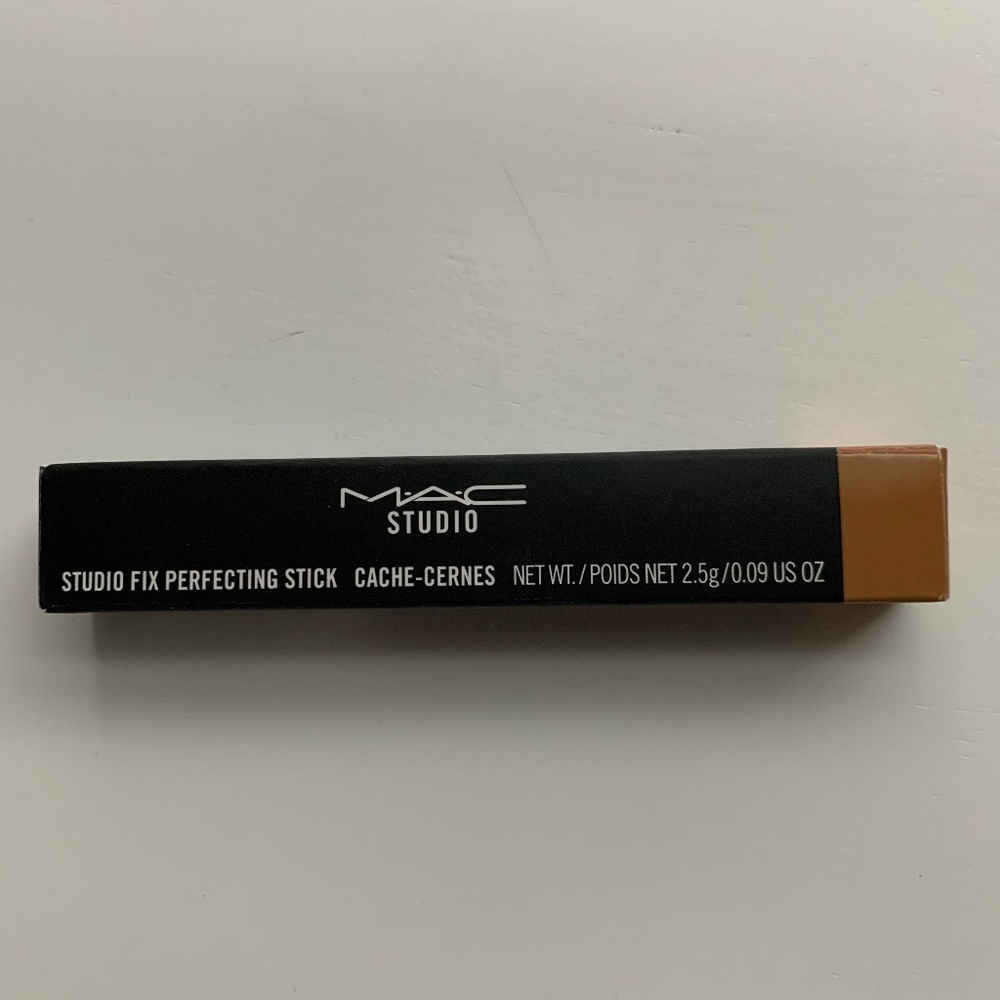 M·A·C
STUDIO
STUDIO FIX PERFECTING STICK CACHE-CERNES NET WT./POIDS NET 2.5g/0.09 US OZ